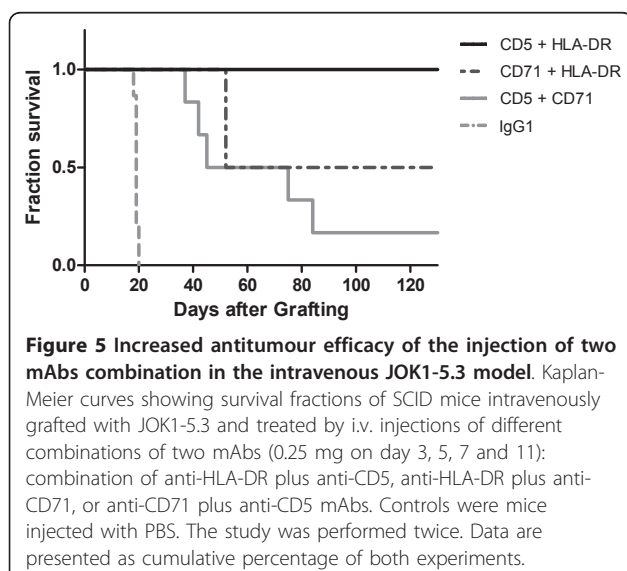 CD5 + HLA-DR
CD71 + HLA-DR
CD5 + CD71
IgG1
Fraction survival
1.0
0.5
0.0
0 20 40 60 80 100 120
Days after Grafting
Figure 5 Increased antitumour efficacy of the injection of two
mAbs combination in the intravenous JOK1-5.3 model. Kaplan-
Meier curves showing survival fractions of SCID mice intravenously
grafted with JOK1-5.3 and treated by i.v. injections of different
combinations of two mAbs (0.25 mg on day 3, 5, 7 and 11):
combination of anti-HLA-DR plus anti-CD5, anti-HLA-DR plus anti-
CD71, or anti-CD71 plus anti-CD5 mAbs. Controls were mice
injected with PBS. The study was performed twice. Data are
presented as cumulative percentage of both experiments.